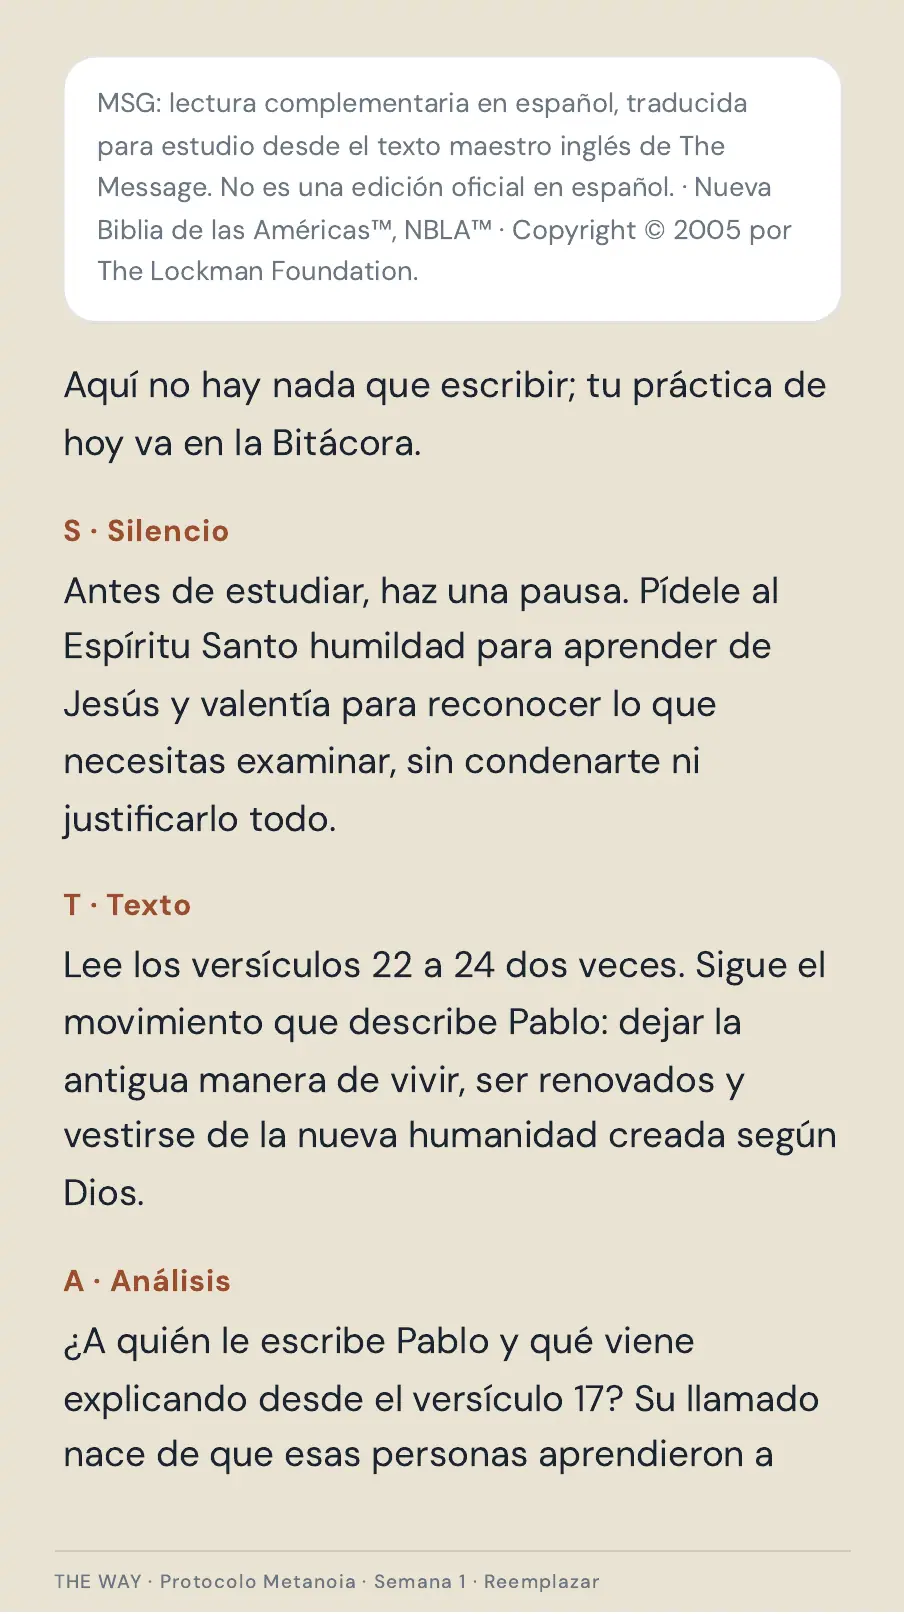 MSG: lectura complementaria en español, traducida
para estudio desde el texto maestro inglés de The
Message. No es una edición oficial en español. · Nueva
Biblia de las Américas™, NBLA™ · Copyright © 2005 por
The Lockman Foundation.
Aquí no hay nada que escribir; tu práctica de
hoy va en la Bitácora.
S · Silencio
Antes de estudiar, haz una pausa. Pídele al
Espíritu Santo humildad para aprender de
Jesús y valentía para reconocer lo que
necesitas examinar, sin condenarte ni
justificarlo todo.
T · Texto
Lee los versículos 22 a 24 dos veces. Sigue el
movimiento que describe Pablo: dejar la
antigua manera de vivir, ser renovados y
vestirse de la nueva humanidad creada según
Dios.
A · Análisis
¿A quién le escribe Pablo y qué viene
explicando desde el versículo 17? Su llamado
nace de que esas personas aprendieron a
THE WAY · Protocolo Metanoia · Semana 1 · Reemplazar